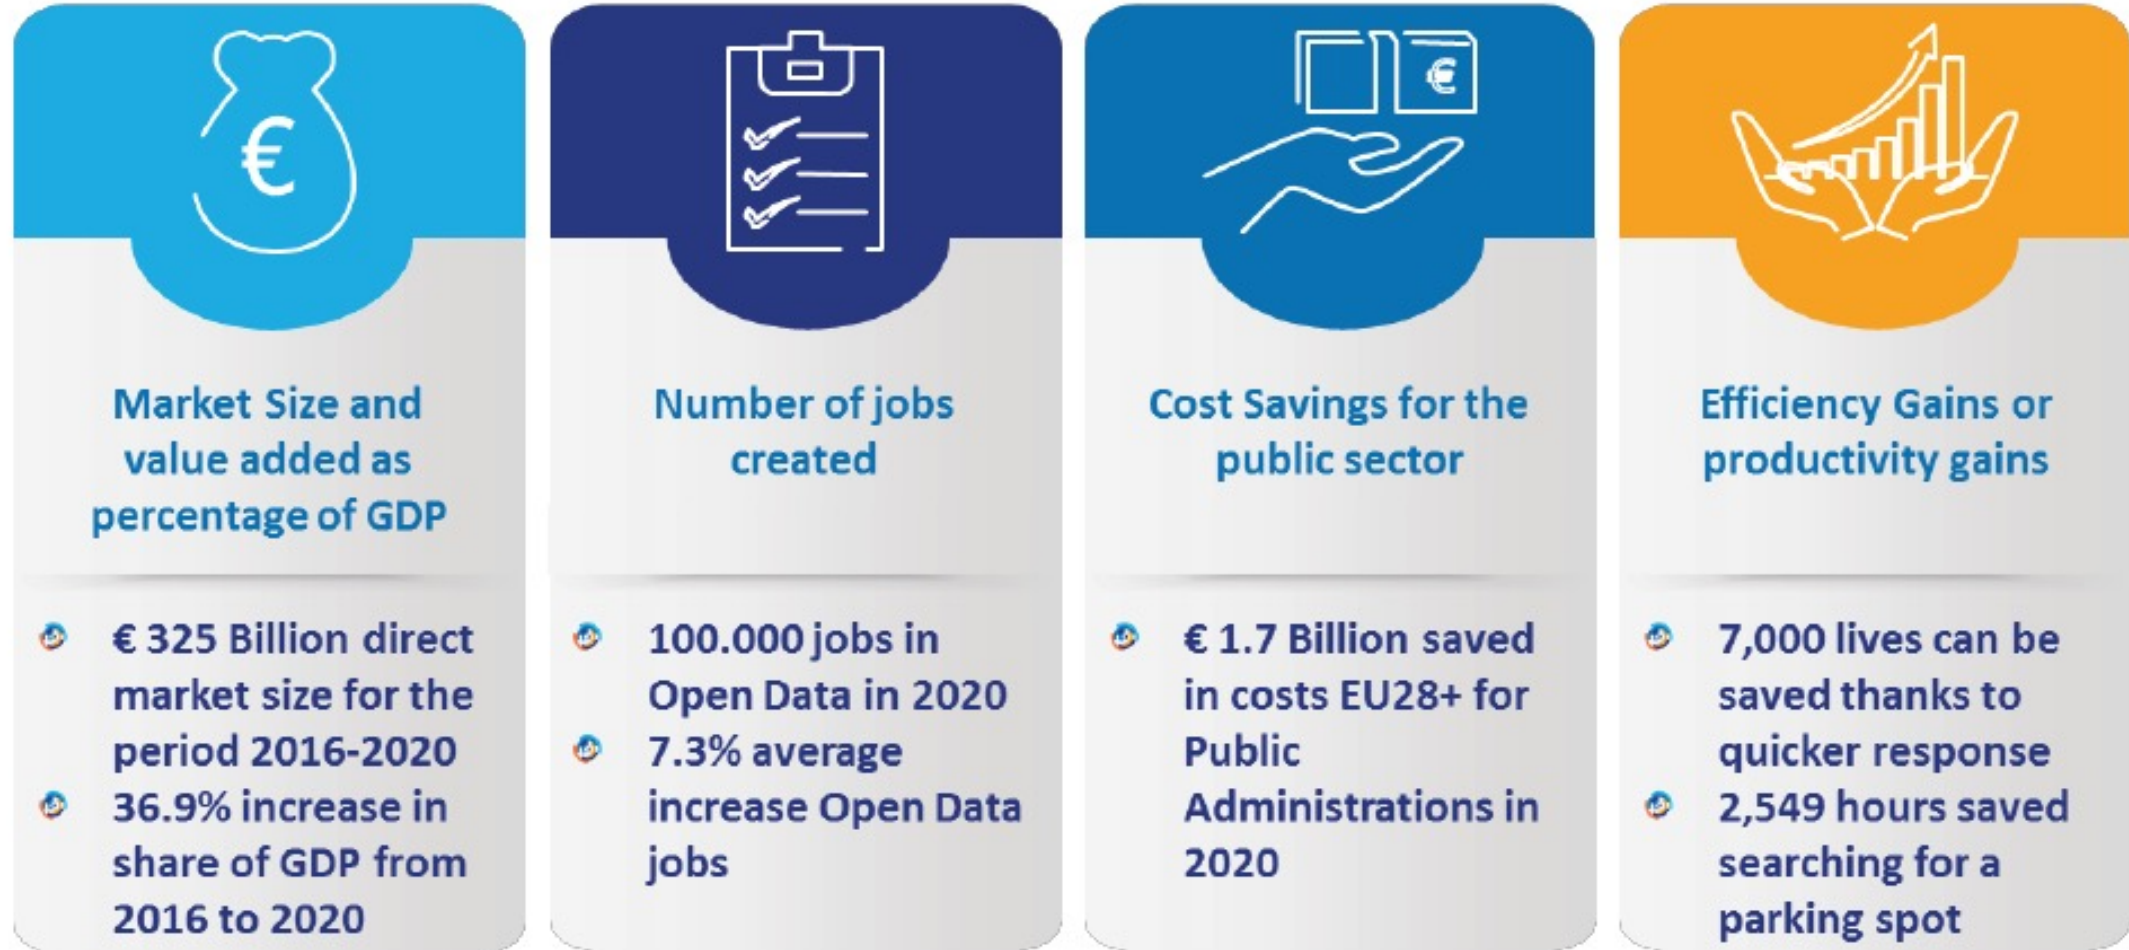 €
Market Size and
value added as
percentage of GDP
€ 325 Billion direct
market size for the
period 2016-2020
36.9% increase in
share of GDP from
2016 to 2020
Number of jobs
created
100.000 jobs in
Open Data in 2020
7.3% average
increase Open Data
jobs
€
Cost Savings for the
public sector
€ 1.7 Billion saved
in costs EU28+ for
Public
Administrations in
2020
Efficiency Gains or
productivity gains
7,000 lives can be
saved thanks to
quicker response
2,549 hours saved
searching for a
parking spot